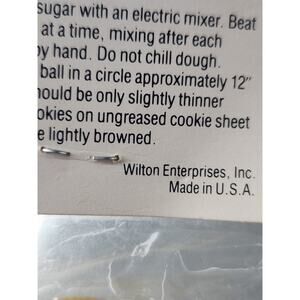 sugar with an electric mixer. Beat
at a time, mixing after each
by hand. Do not chill dough.
ball in a circle approximately 12"
ould be only slightly thinner
okies on ungreased cookie sheet
e lightly browned.
Wilton Enterprises, Inc.
Made in U.S.A.